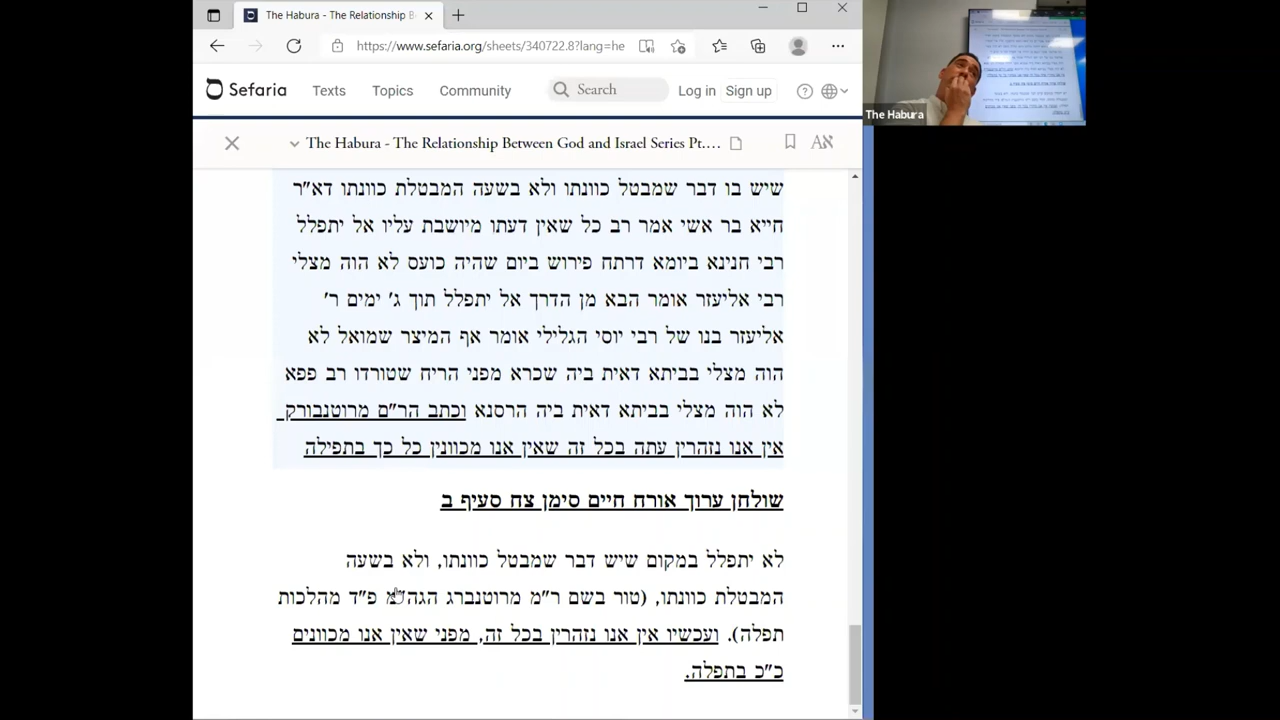 The Habura - The Relationship B
https://www.sefaria.org/sheets/340722.8?lang=he
Sefaria
Texts
Topics
Community
Search
Log in
Sign up
The Habura - The Relationship Between God and Israel Series Pt....
שיש בו דבר שמבטל כוונתו ולא בשעה המבטלת כוונתו דא"ר
חייא בר אשי אמר רב כל שאין דעתו מיושבת עליו אל יתפלל
רבי חנינא ביומא דרתח פירוש ביום שהיה כועס לא הוה מצלי
רבי אליעזר אומר הבא מן הדרך אל יתפלל תוך ג' ימים ר'
אליעזר בנו של רבי יוסי הגלילי אומר אף המיצר שמואל לא
הוה מצלי בביתא דאית ביה שכרא מפני הריח שטורדו רב פפא
לא הוה מצלי בביתא דאית ביה הרסנא וכתב הר"ם מרוטנבורק
אין אנו נזהרין עתה בכל זה שאין אנו מכוונין כל כך בתפילה
שולחן ערוך אורח חיים סימן צח סעיף ב
לא יתפלל במקום שיש דבר שמבטל כוונתו, ולא בשעה
המבטלת כוונתו, (טור בשם ר"מ מרוטנברג הגה"מ פ"ד מהלכות
תפלה). ועכשיו אין אנו נזהרין בכל זה, מפני שאין אנו מכוונים
כ"כ בתפלה.
The Habura